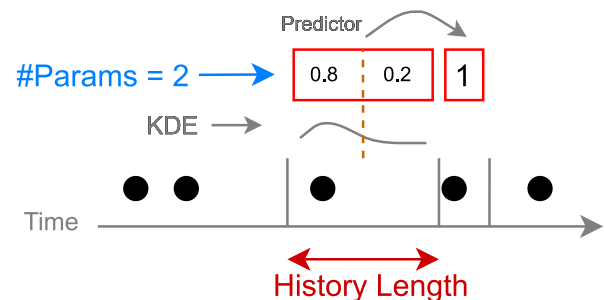 Predictor
#Params = 2
0.8 0.2 1
KDE
Time
History Length